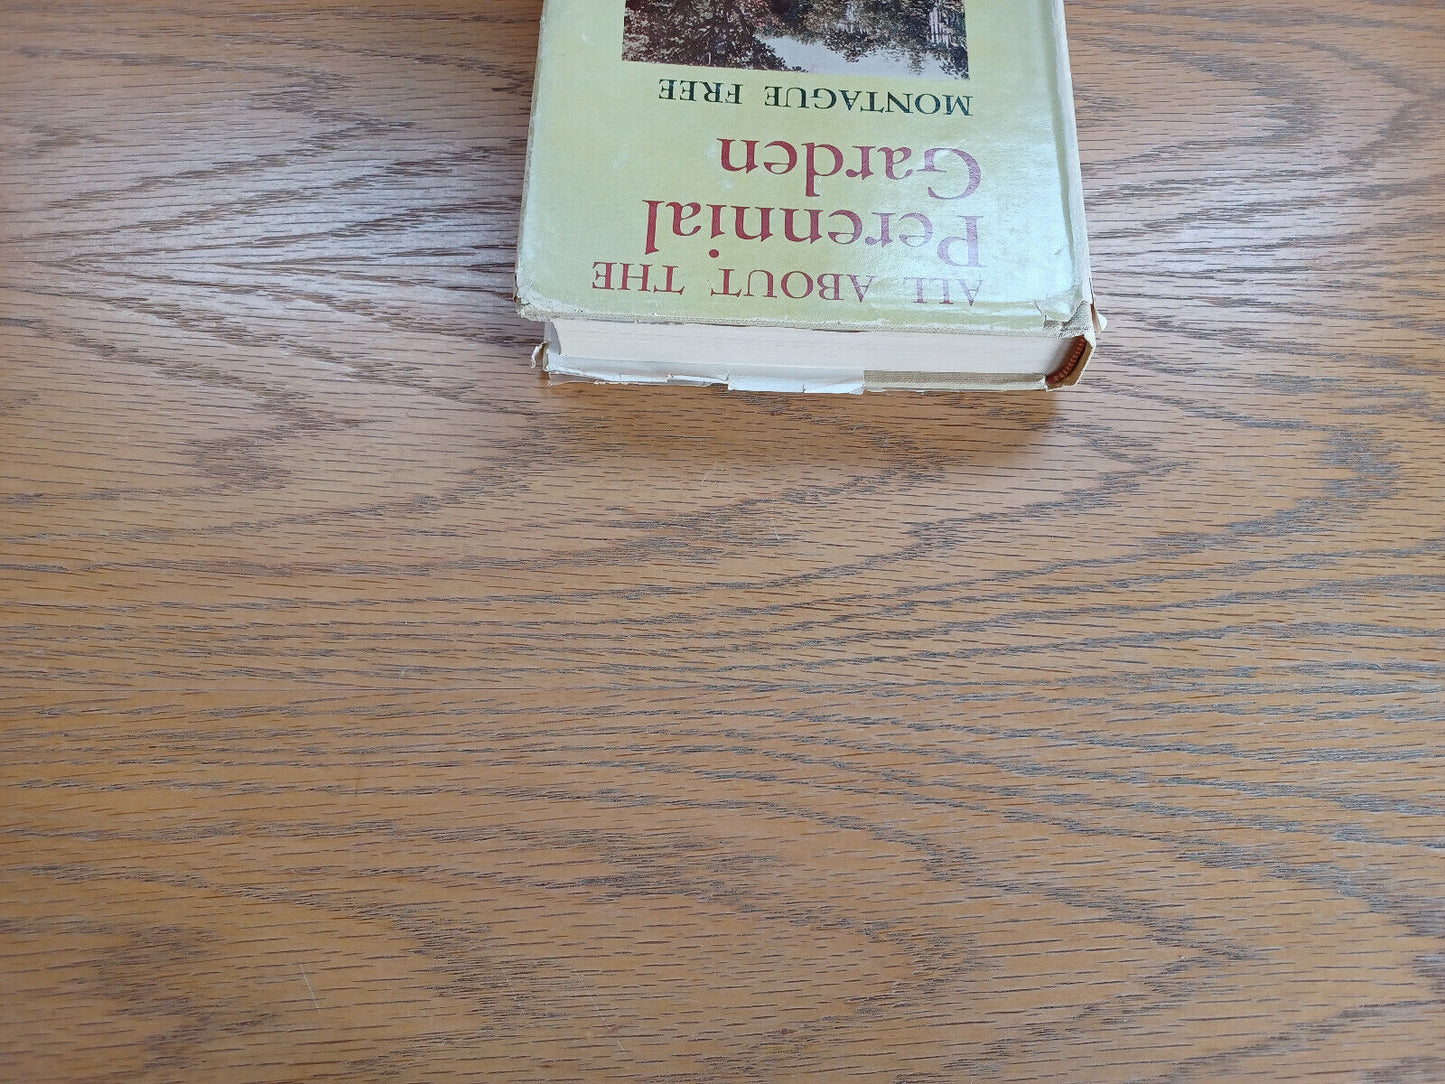 ALL ABOUT THE
Perennial
Garden
MONTAGUE FREE